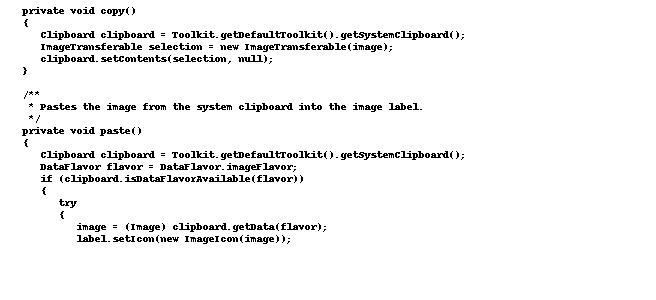 private void copy()
{
   Clipboard clipboard = Toolkit.getDefaultToolkit().getSystemClipboard();
   ImageTransferable selection = new ImageTransferable(image);
   clipboard.setContents(selection, null);
}
/**
 * Pastes the image from the system clipboard into the image label.
 */
private void paste()
{
   Clipboard clipboard = Toolkit.getDefaultToolkit().getSystemClipboard();
   DataFlavor flavor = DataFlavor.imageFlavor;
   if (clipboard.isDataFlavorAvailable(flavor))
   {
      try
      {
         image = (Image) clipboard.getData(flavor);
         label.setIcon(new ImageIcon(image));